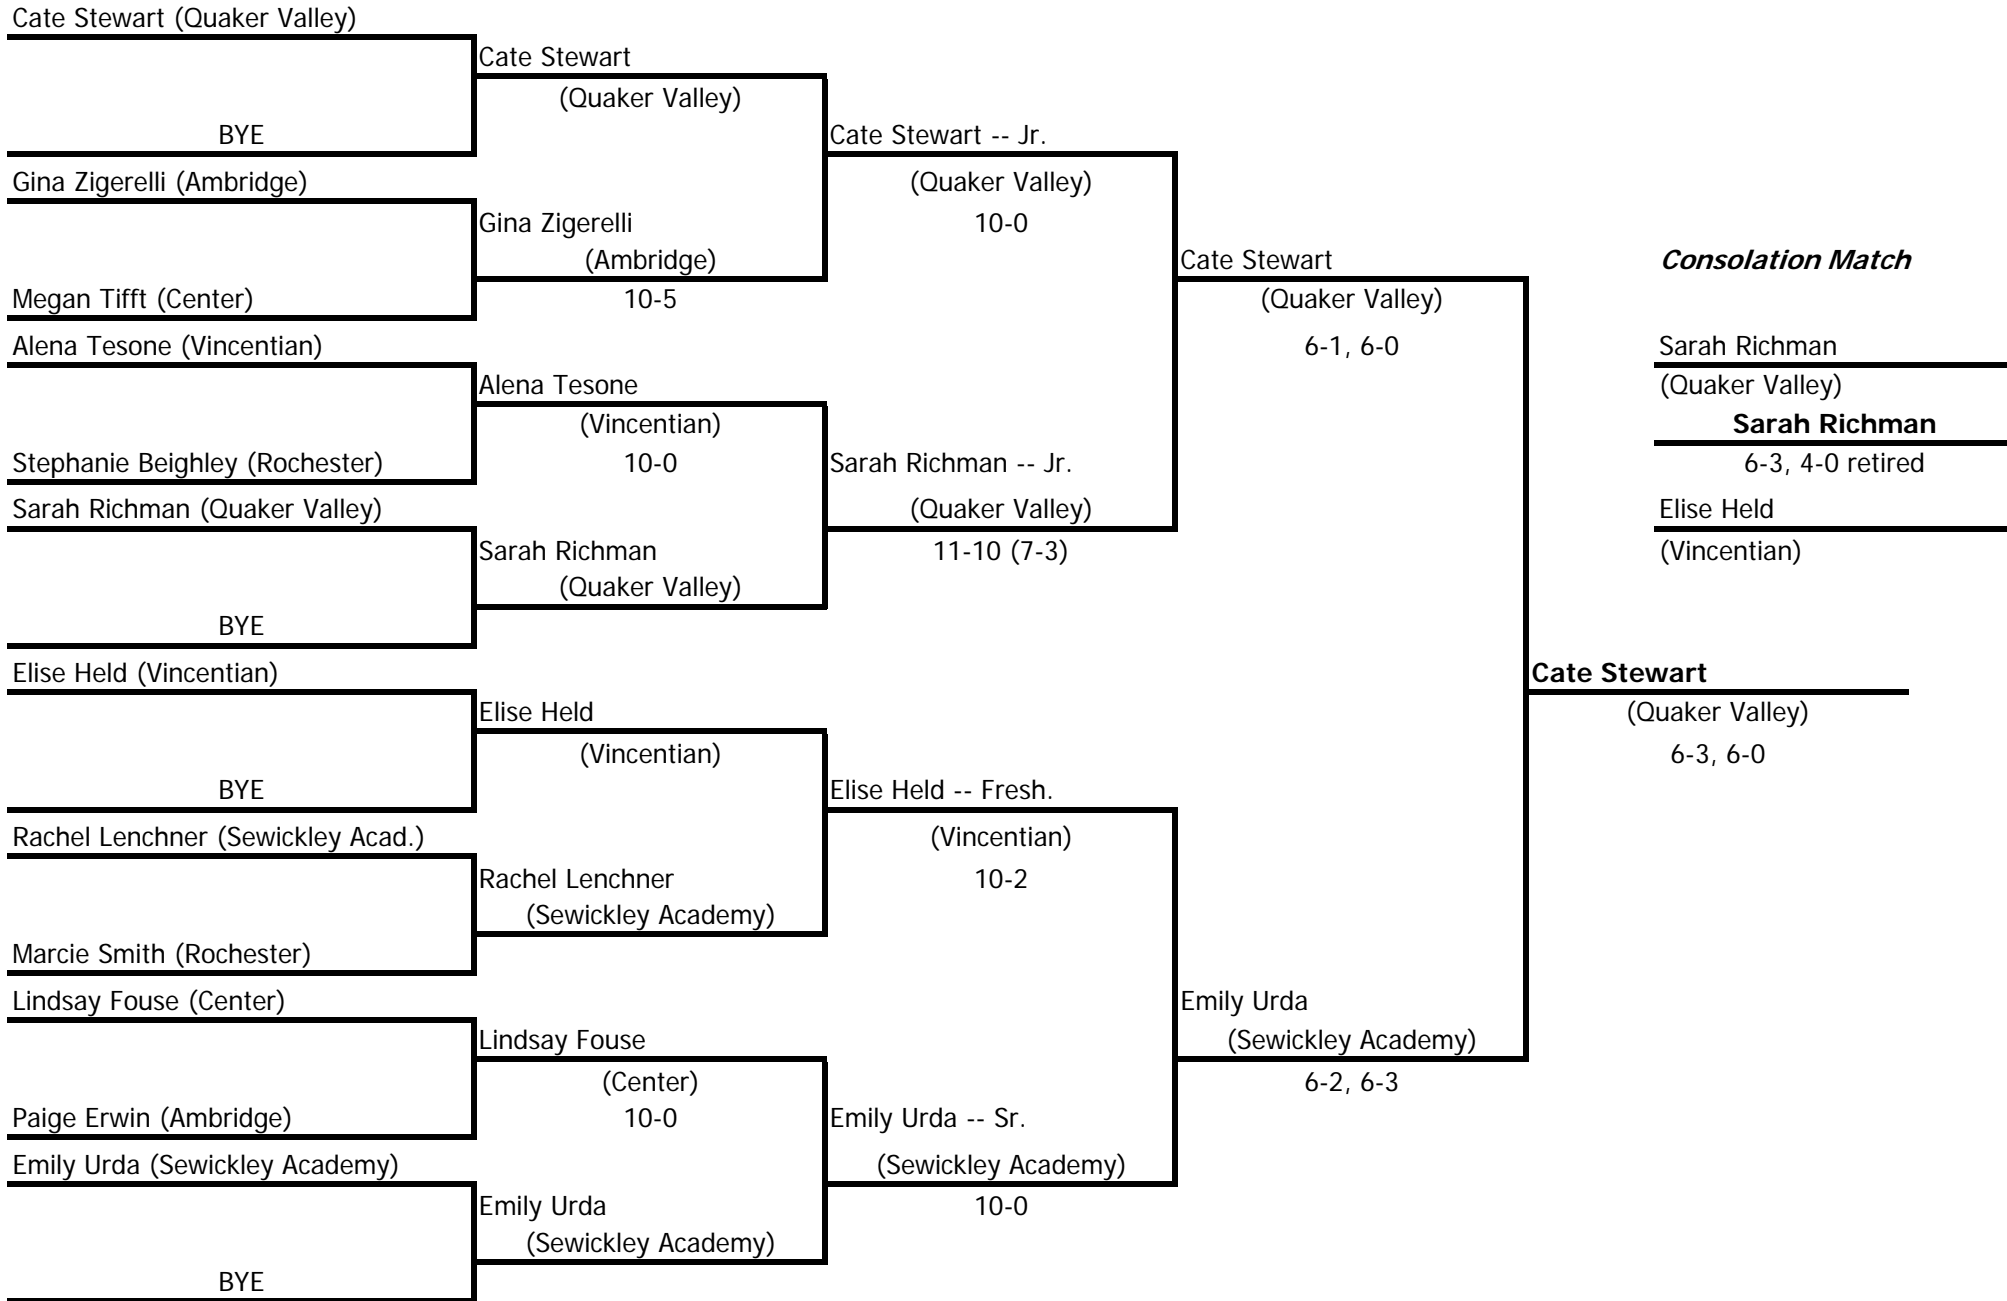 Cate Stewart (Quaker Valley)
BYE
Gina Zigerelli (Ambridge)
Megan Tifft (Center)
Alena Tesone (Vincentian)
Stephanie Beighley (Rochester)
Sarah Richman (Quaker Valley)
BYE
Elise Held (Vincentian)
BYE
Rachel Lenchner (Sewickley Acad.)
Marcie Smith (Rochester)
Lindsay Fouse (Center)
Paige Erwin (Ambridge)
Emily Urda (Sewickley Academy)
BYE
Cate Stewart
(Quaker Valley)
Gina Zigerelli
(Ambridge)
10-5
Alena Tesone
(Vincentian)
10-0
Sarah Richman
(Quaker Valley)
Elise Held
(Vincentian)
Rachel Lenchner
(Sewickley Academy)
Lindsay Fouse
(Center)
10-0
Emily Urda
(Sewickley Academy)
Cate Stewart -- Jr.
(Quaker Valley)
10-0
Sarah Richman -- Jr.
(Quaker Valley)
11-10 (7-3)
Elise Held -- Fresh.
(Vincentian)
10-2
Emily Urda -- Sr.
(Sewickley Academy)
10-0
Cate Stewart
(Quaker Valley)
6-1, 6-0
Emily Urda
(Sewickley Academy)
6-2, 6-3
Cate Stewart
(Quaker Valley)
6-3, 6-0
Consolation Match
Sarah Richman
(Quaker Valley)
Sarah Richman
6-3, 4-0 retired
Elise Held
(Vincentian)